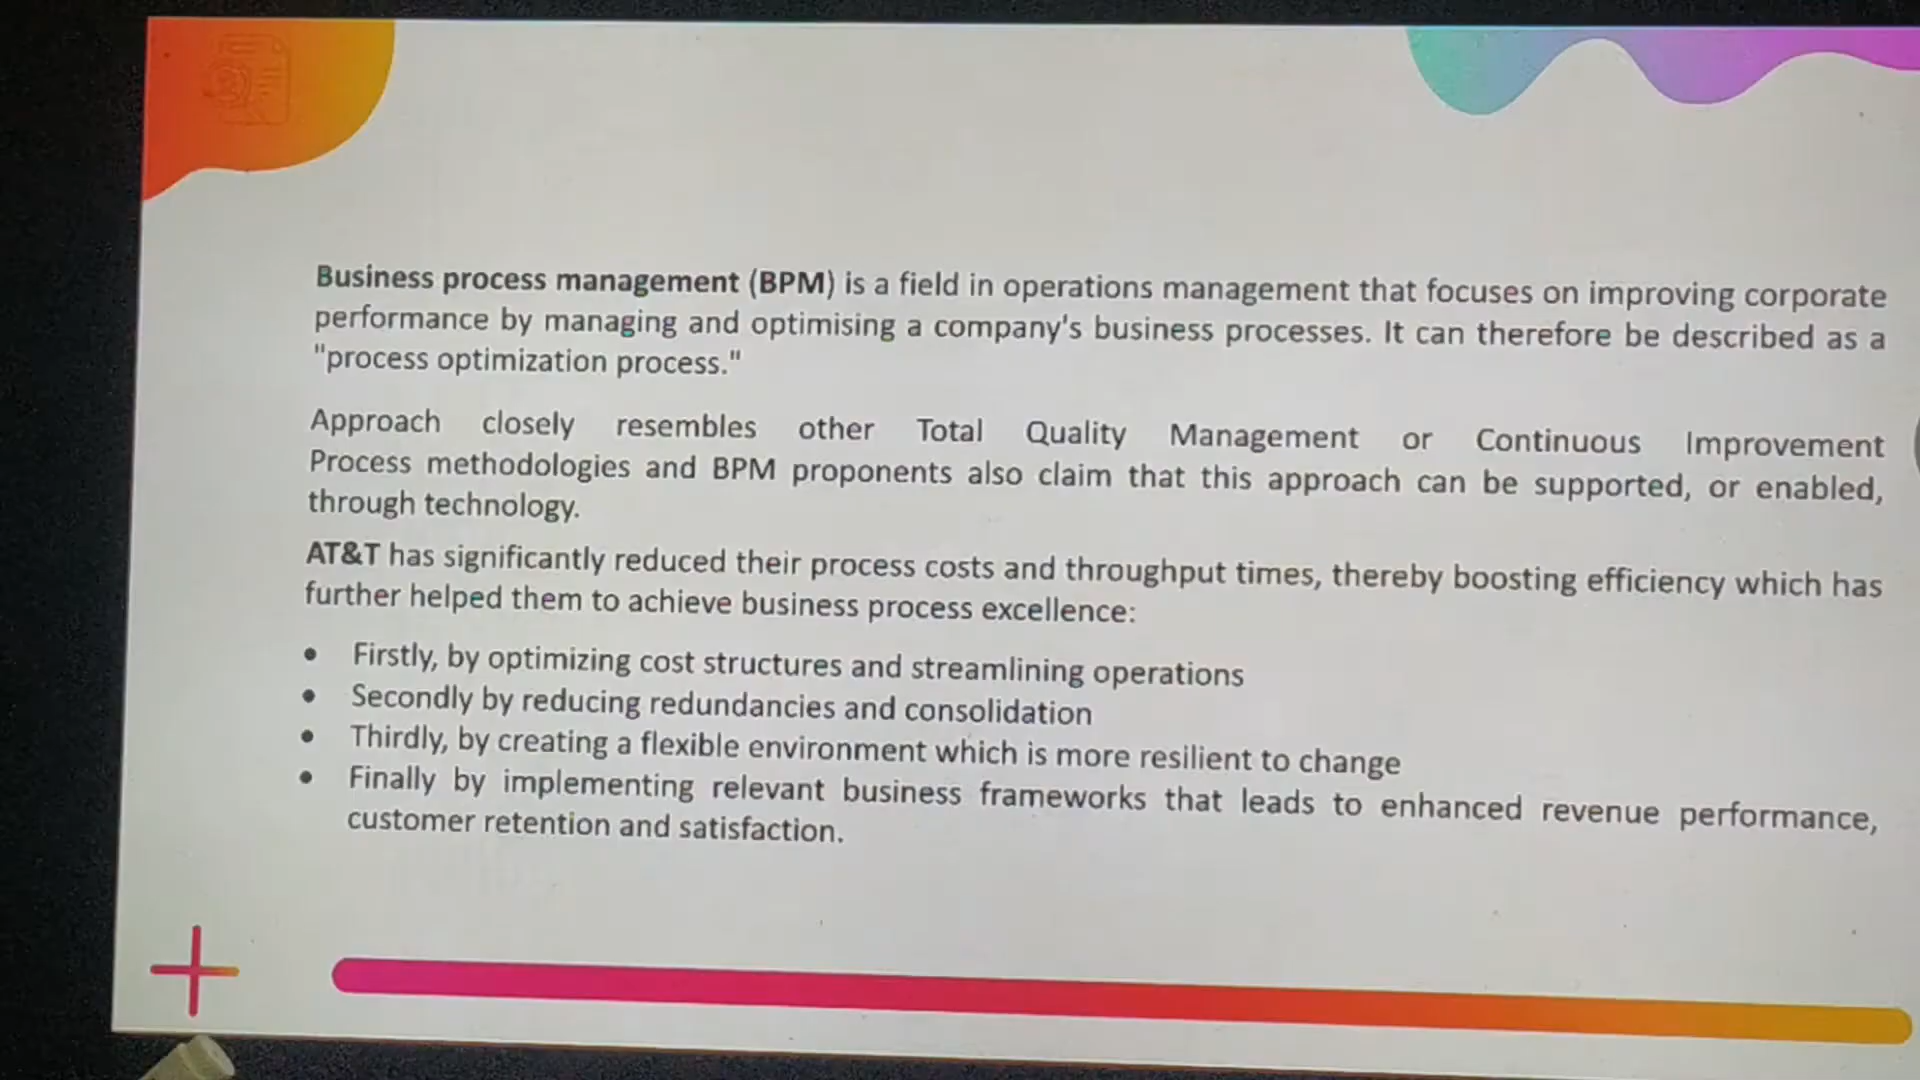 Business process management (BPM) is a field in operations management that focuses on improving corporate
performance by managing and optimising a company's business processes. It can therefore be described as a
"process optimization process."
Approach closely resembles other Total Quality Management or Continuous Improvement
Process methodologies and BPM proponents also claim that this approach can be supported, or enabled,
through technology.
AT&T has significantly reduced their process costs and throughput times, thereby boosting efficiency which has
further helped them to achieve business process excellence:
• Firstly, by optimizing cost structures and streamlining operations
• Secondly by reducing redundancies and consolidation
• Thirdly, by creating a flexible environment which is more resilient to change
• Finally by implementing relevant business frameworks that leads to enhanced revenue performance,
customer retention and satisfaction.